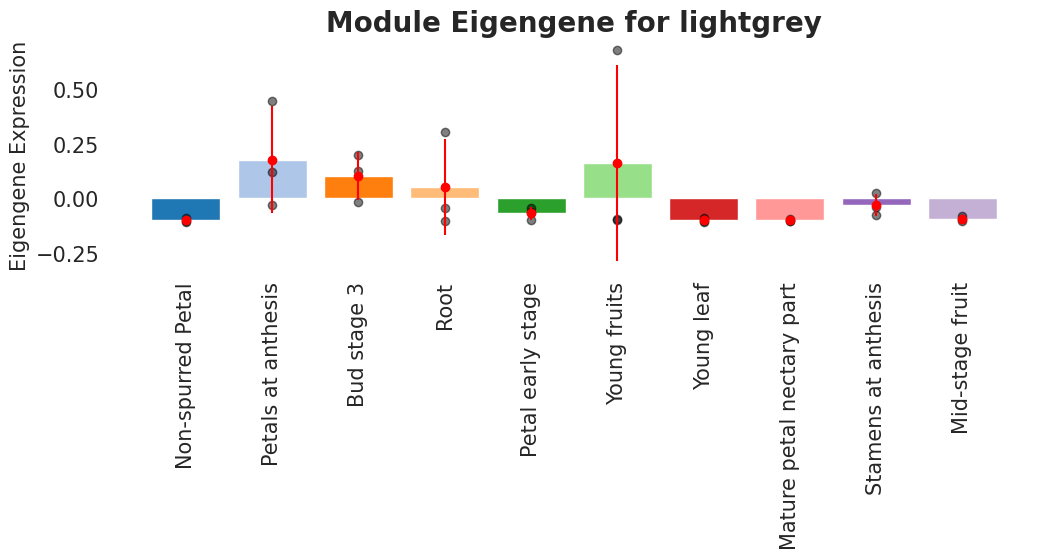 Module Eigengene for lightgrey
Eigengene Expression
0.50
0.25
0.00
−0.25
Non-spurred Petal
Petals at anthesis
Bud stage 3
Root
Petal early stage
Young fruits
Young leaf
Mature petal nectary part
Stamens at anthesis
Mid-stage fruit